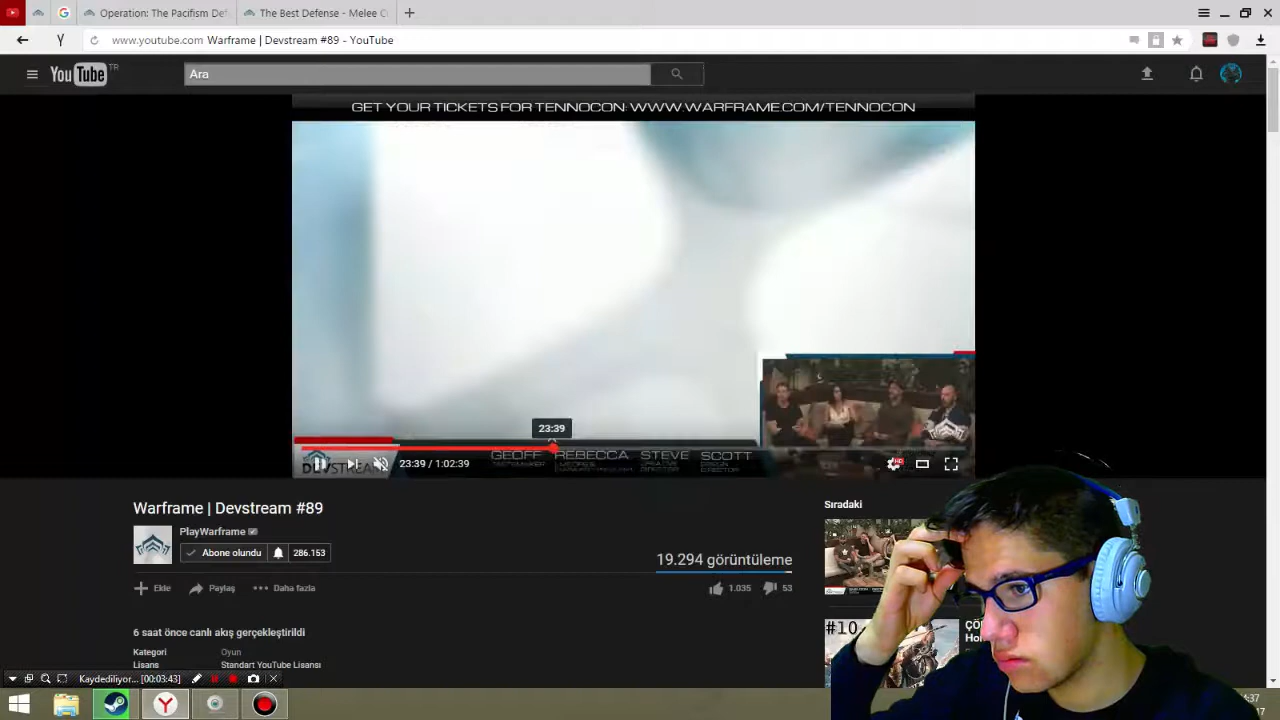 Operation: The Pacifism Def
The Best Defense - Melee C
www.youtube.com Warframe | Devstream #89 - YouTube
YouTube TR
Ara
GET YOUR TICKETS FOR TENNOCON: WWW.WARFRAME.COM/TENNOCON
23:39
23:39 / 1:02:39
GEOFF REBECCA STEVE SCOTT
HD
Warframe | Devstream #89
PlayWarframe
Abone olundu 286.153
19.294 görüntüleme
Ekle Paylaş Daha fazla
1.035 53
6 saat önce canlı akış gerçekleştirildi
Kategori Oyun
Lisans Standart YouTube Lisansı
Sıradaki
#10
Kaydediliyor... [00:03:43]